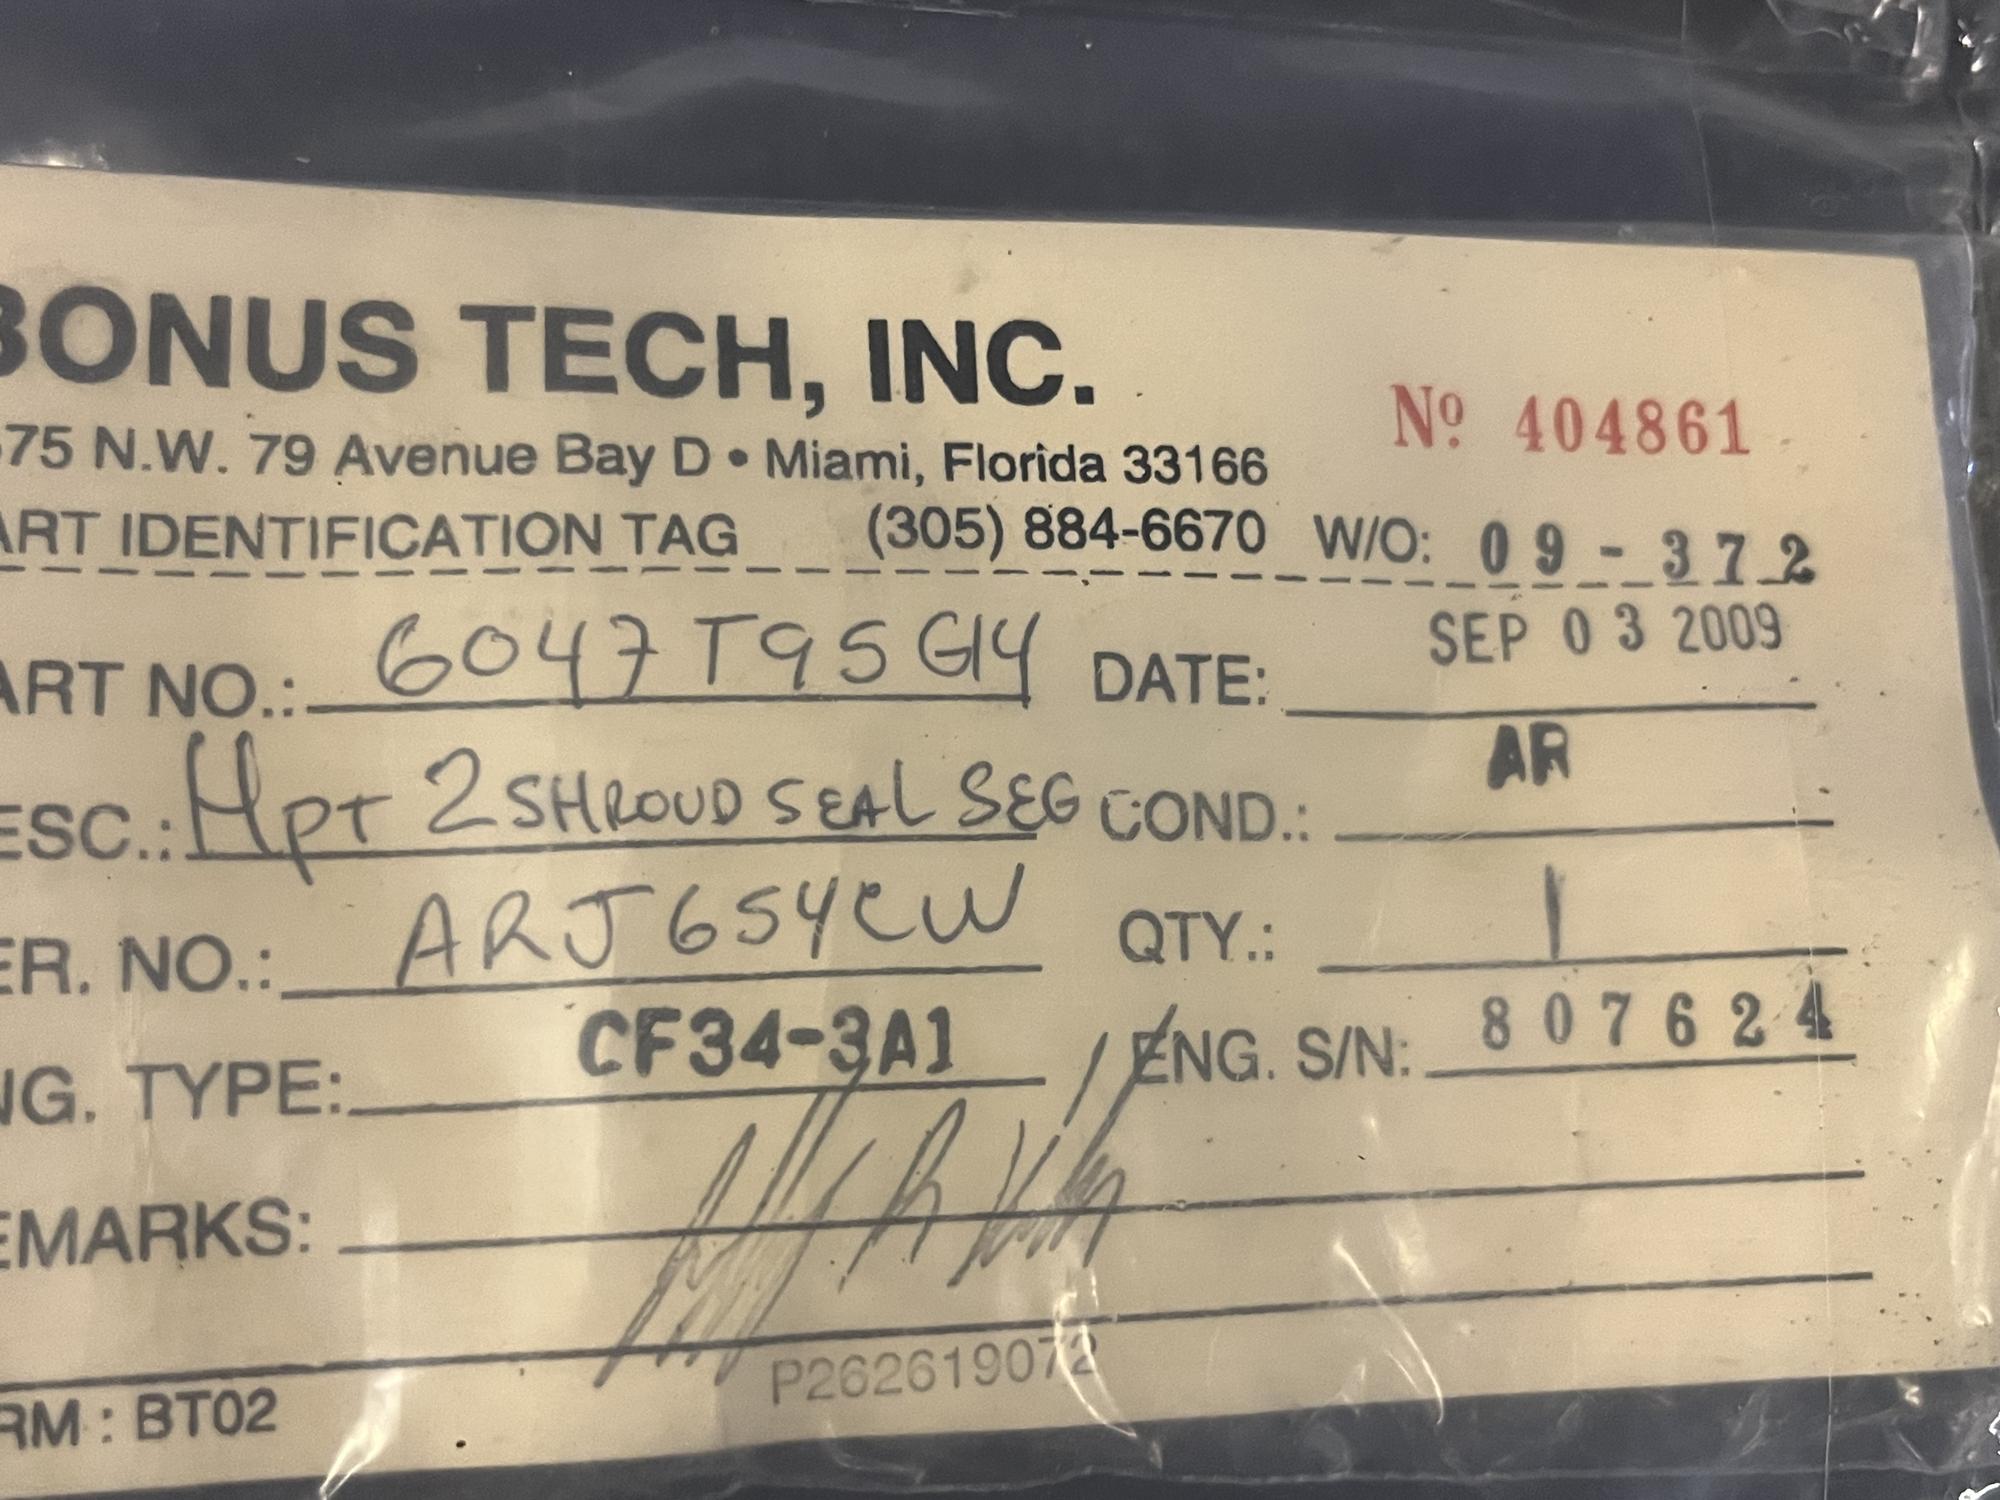 BONUS TECH, INC.
Nº 404861
575 N.W. 79 Avenue Bay D • Miami, Florida 33166
ART IDENTIFICATION TAG (305) 884-6670 W/O: 09-372
ART NO.: 6047T95G14 DATE: SEP 03 2009
ESC.: Hpt 2 SHROUD SEAL SEG COND.: AR
ER. NO.: ARJ654CW QTY.: 1
NG. TYPE: CF34-3A1 ENG. S/N: 807624
EMARKS:
P262619072
RM : BT02